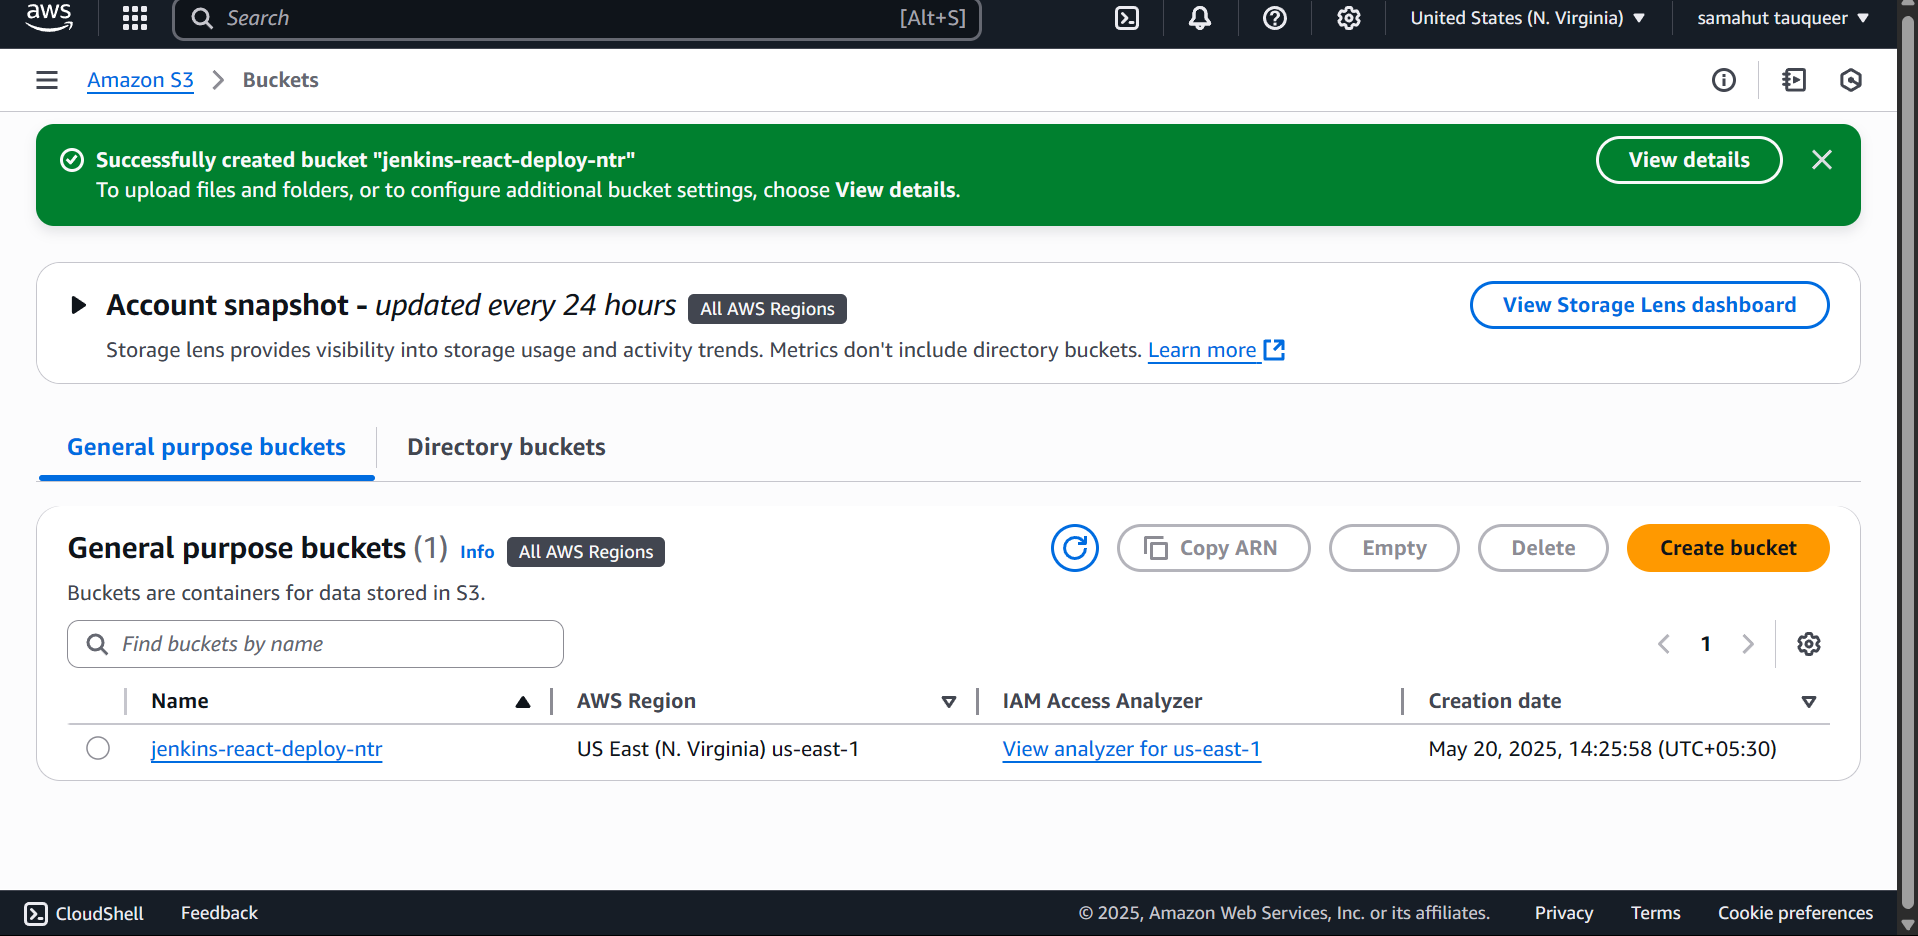 aws
Search [Alt+S]
United States (N. Virginia)
samahut tauqueer
Amazon S3 Buckets
Successfully created bucket "jenkins-react-deploy-ntr"
To upload files and folders, or to configure additional bucket settings, choose View details.
View details
Account snapshot - updated every 24 hours All AWS Regions
View Storage Lens dashboard
Storage lens provides visibility into storage usage and activity trends. Metrics don't include directory buckets. Learn more
General purpose buckets Directory buckets
General purpose buckets (1) Info All AWS Regions
Copy ARN Empty Delete Create bucket
Buckets are containers for data stored in S3.
Find buckets by name
1
Name AWS Region IAM Access Analyzer Creation date
jenkins-react-deploy-ntr US East (N. Virginia) us-east-1 View analyzer for us-east-1 May 20, 2025, 14:25:58 (UTC+05:30)
CloudShell Feedback © 2025, Amazon Web Services, Inc. or its affiliates. Privacy Terms Cookie preferences